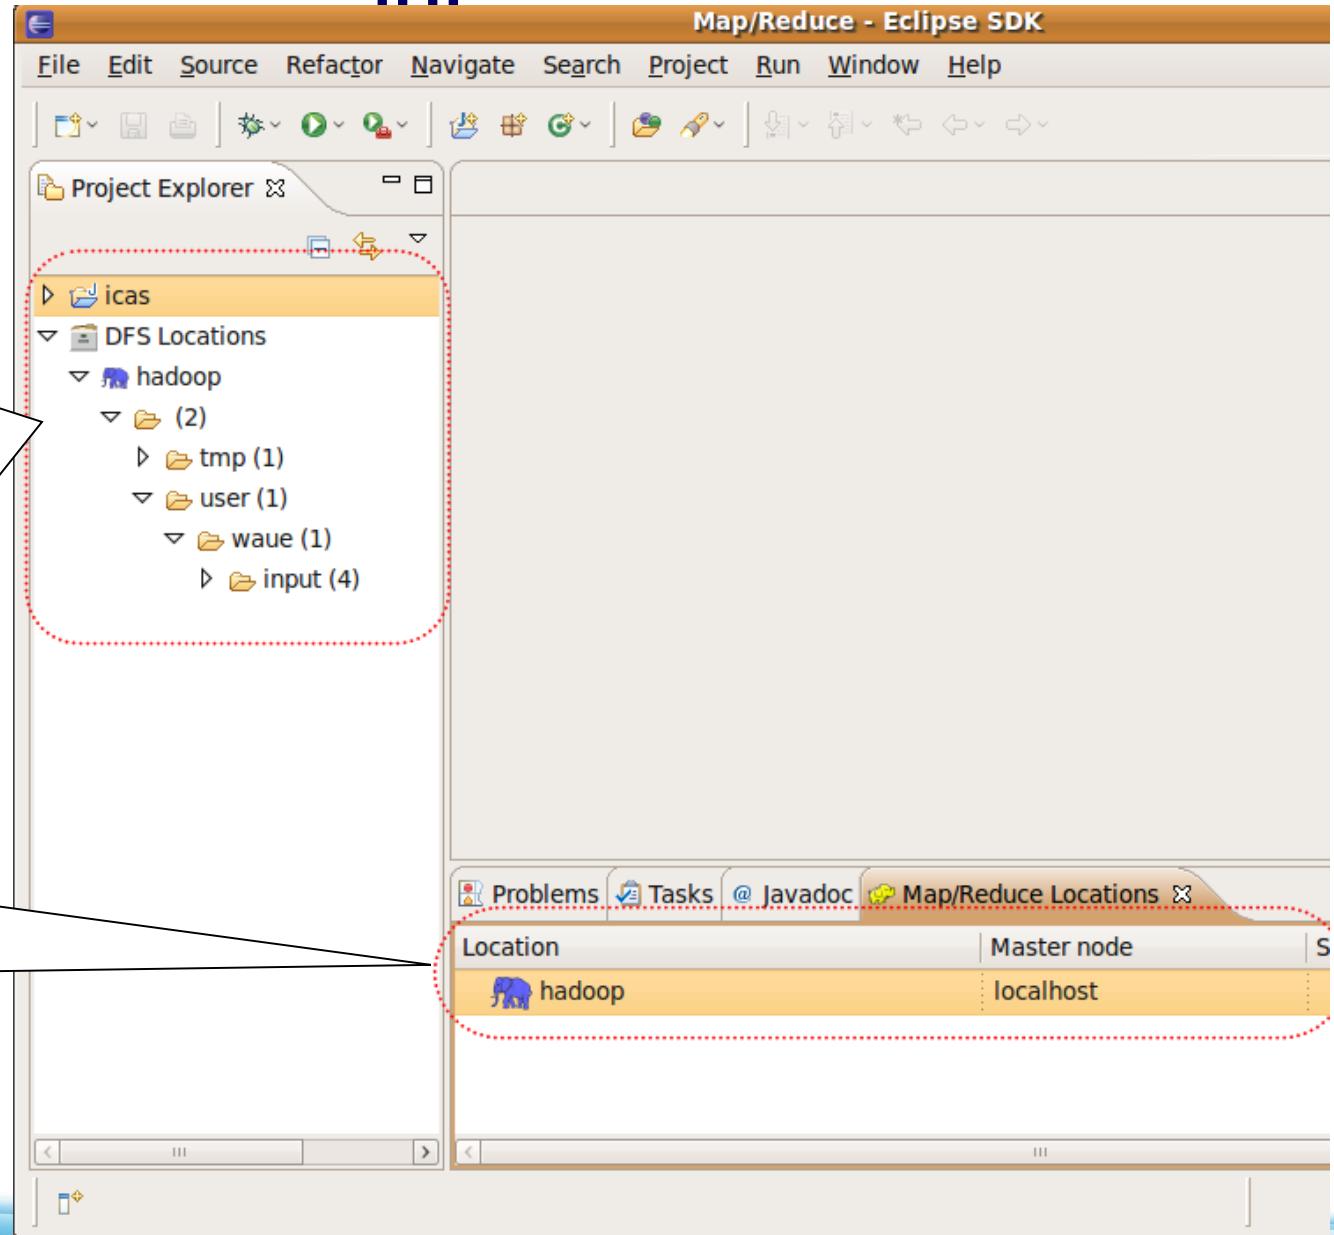 Map/Reduce - Eclipse SDK
File Edit Source Refactor Navigate Search Project Run Window Help
Project Explorer
icas
DFS Locations
hadoop
(2)
tmp (1)
user (1)
waue (1)
input (4)
Problems @ Tasks Javadoc Map/Reduce Locations
Location Master node S
hadoop localhost